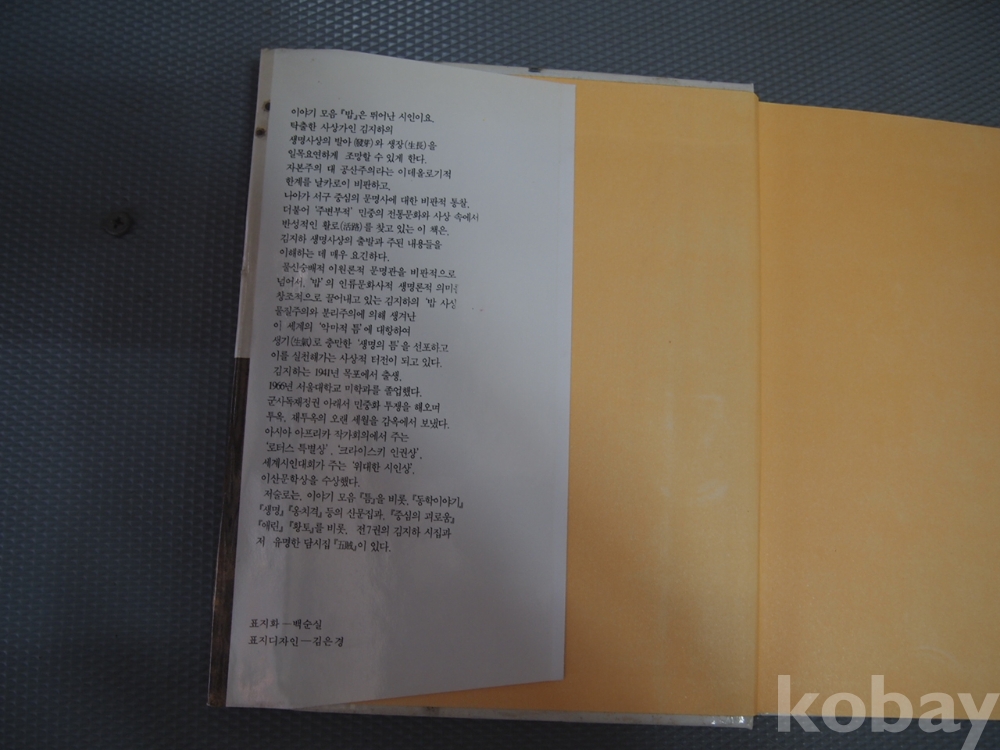 이야기 모음 『밥』은 뛰어난 시인이요,
탁출한 사상가인 김지하의
생명사상의 발아(發芽)와 생장(生長)을
일목요연하게 조망할 수 있게 한다.
자본주의 대 공산주의라는 이데올로기적
한계를 날카로이 비판하고,
나아가 서구 중심의 문명사에 대한 비판적 통찰,
더불어 '주변부적' 민중의 전통문화와 사상 속에서
반성적인 활로(活路)를 찾고 있는 이 책은,
김지하 생명사상의 출발과 주된 내용들을
이해하는 데 매우 요긴하다.
물신숭배적 이원론적 문명관을 비판적으로
넘어서, '밥'의 인류문화사적 생명론적 의미를
창조적으로 끌어내고 있는 김지하의 '밥 사상
물질주의와 분리주의에 의해 생겨난
이 세계의 '악마적 틈'에 대항하여
생기(生氣)로 충만한 '생명의 틈'을 선포하고
이를 실천해가는 사상적 터전이 되고 있다.
김지하는 1941년 목포에서 출생,
1966년 서울대학교 미학과를 졸업했다.
군사독재정권 아래서 민중화 투쟁을 해오며
투옥, 재투옥의 오랜 세월을 감옥에서 보냈다.
아시아 아프리카 작가회의에서 주는
'로터스 특별상', '크라이스키 인권상',
세계시인대회가 주는 '위대한 시인상',
이산문학상을 수상했다.
저술로는, 이야기 모음 『틈』을 비롯, 『동학이야기』
『생명』 『옹치격』 등의 산문집과, 『중심의 괴로움』
『애린』 『황토』를 비롯, 전7권의 김지하 시집과
저 유명한 담시집 『五賊』이 있다.
표지화—백순실
표지디자인—김은경
kobay